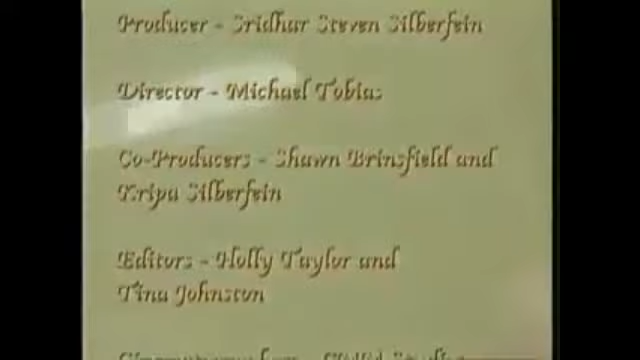 Producer - Sridhar Steven Silberfein
Director - Michael Tobias
Co-Producers - Shawn Brinsfield and
Kripa Silberfein
Editors - Holly Taylor and
Tina Johnston